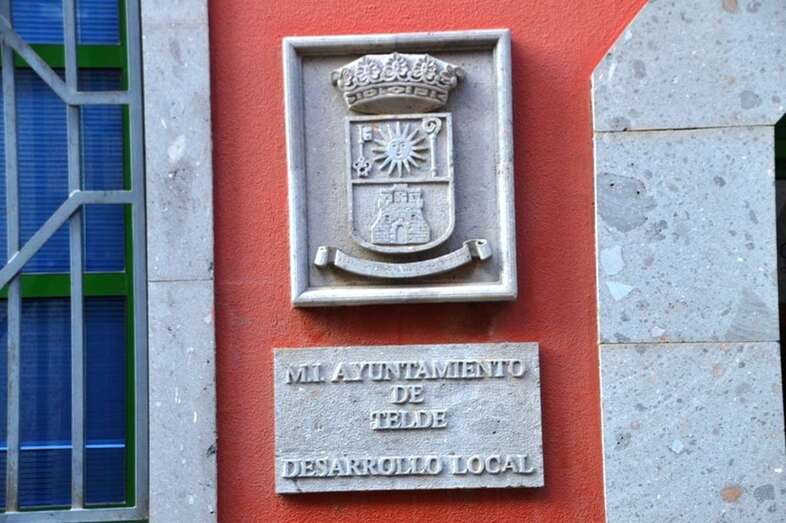 M.I. AYUNTAMIENTO
DE
TELDE
DESARROLLO LOCAL